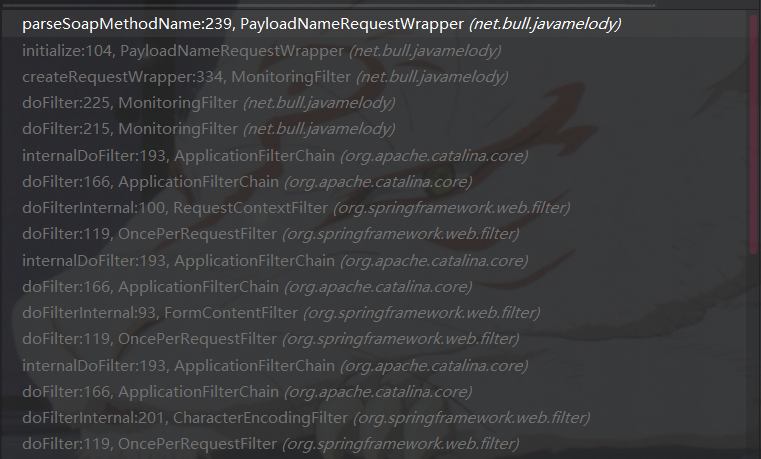 parseSoapMethodName:239, PayloadNameRequestWrapper (net.bull.javamelody)
initialize:104, PayloadNameRequestWrapper (net.bull.javamelody)
createRequestWrapper:334, MonitoringFilter (net.bull.javamelody)
doFilter:225, MonitoringFilter (net.bull.javamelody)
doFilter:215, MonitoringFilter (net.bull.javamelody)
internalDoFilter:193, ApplicationFilterChain (org.apache.catalina.core)
doFilter:166, ApplicationFilterChain (org.apache.catalina.core)
doFilterInternal:100, RequestContextFilter (org.springframework.web.filter)
doFilter:119, OncePerRequestFilter (org.springframework.web.filter)
internalDoFilter:193, ApplicationFilterChain (org.apache.catalina.core)
doFilter:166, ApplicationFilterChain (org.apache.catalina.core)
doFilterInternal:93, FormContentFilter (org.springframework.web.filter)
doFilter:119, OncePerRequestFilter (org.springframework.web.filter)
internalDoFilter:193, ApplicationFilterChain (org.apache.catalina.core)
doFilter:166, ApplicationFilterChain (org.apache.catalina.core)
doFilterInternal:201, CharacterEncodingFilter (org.springframework.web.filter)
doFilter:119, OncePerRequestFilter (org.springframework.web.filter)